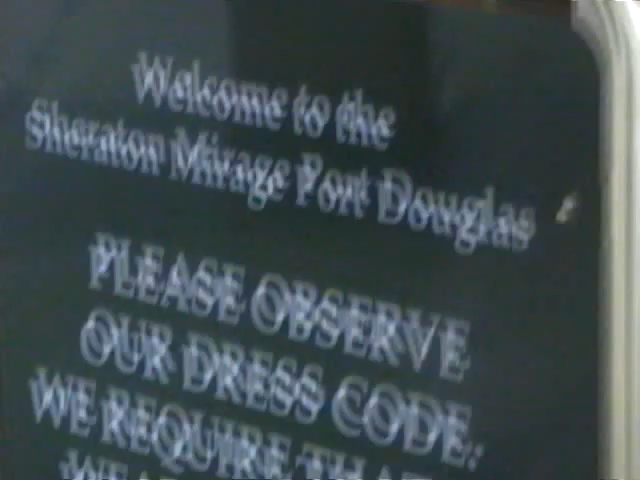 Welcome to the
Sheraton Mirage Port Douglas
PLEASE OBSERVE
OUR DRESS CODE.
WE REQUIRE THAT